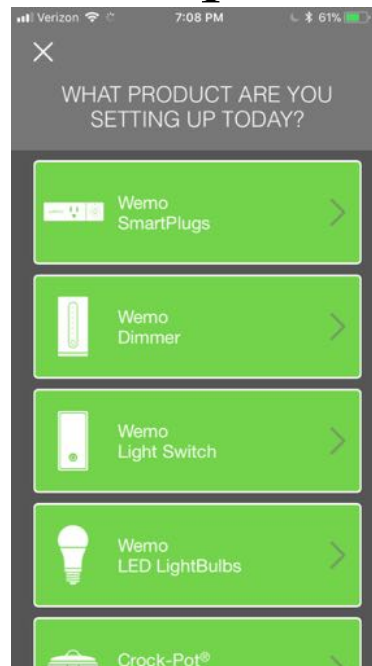 Verizon 7:08 PM 61%
WHAT PRODUCT ARE YOU
SETTING UP TODAY?
Wemo
SmartPlugs
Wemo
Dimmer
Wemo
Light Switch
Wemo
LED LightBulbs
Crock-Pot®